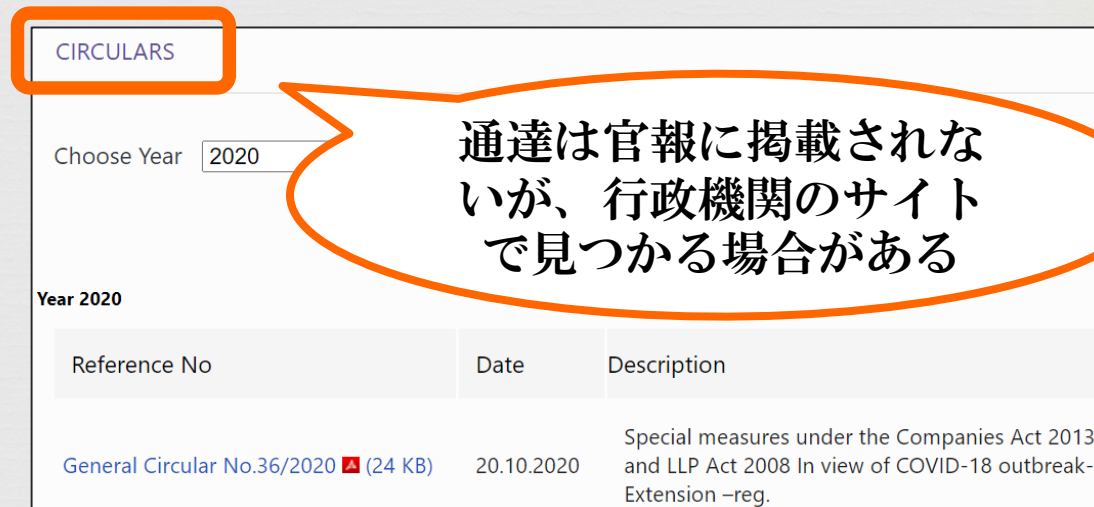 CIRCULARS
通達は官報に掲載されな
いが、行政機関のサイト
で見つかる場合がある
Choose Year 2020
Year 2020
Reference No Date Description
Special measures under the Companies Act 2013
General Circular No.36/2020 (24 KB) 20.10.2020 and LLP Act 2008 In view of COVID-18 outbreak-
Extension –reg.